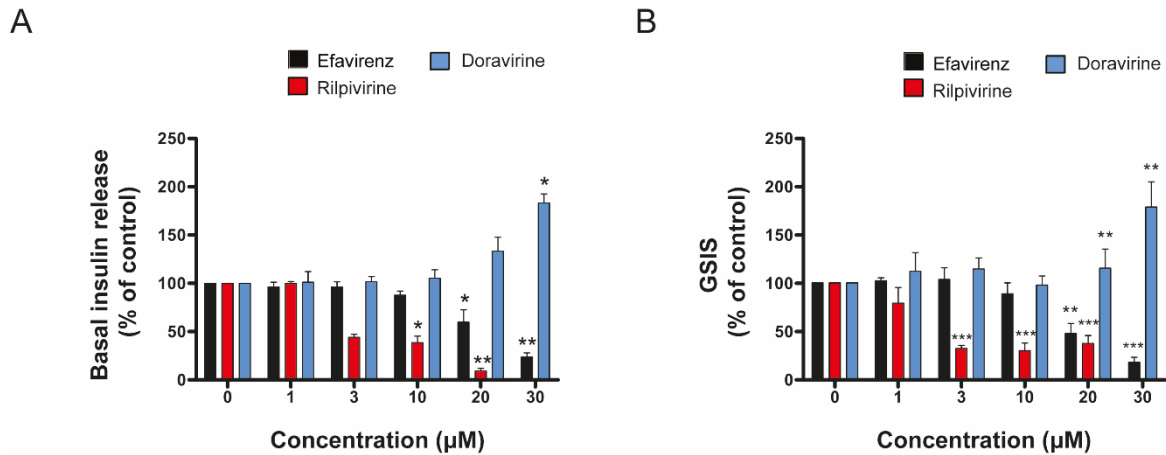 A
Efavirenz
Doravirine
Rilpivirine
Basal insulin release
(% of control)
250
200
150
100
50
0
*
*
**
*
**
*
0 1 3 10 20 30
Concentration (µM)
B
Efavirenz
Doravirine
Rilpivirine
GSIS
(% of control)
250
200
150
100
50
0
***
***
**
***
**
***
**
0 1 3 10 20 30
Concentration (µM)